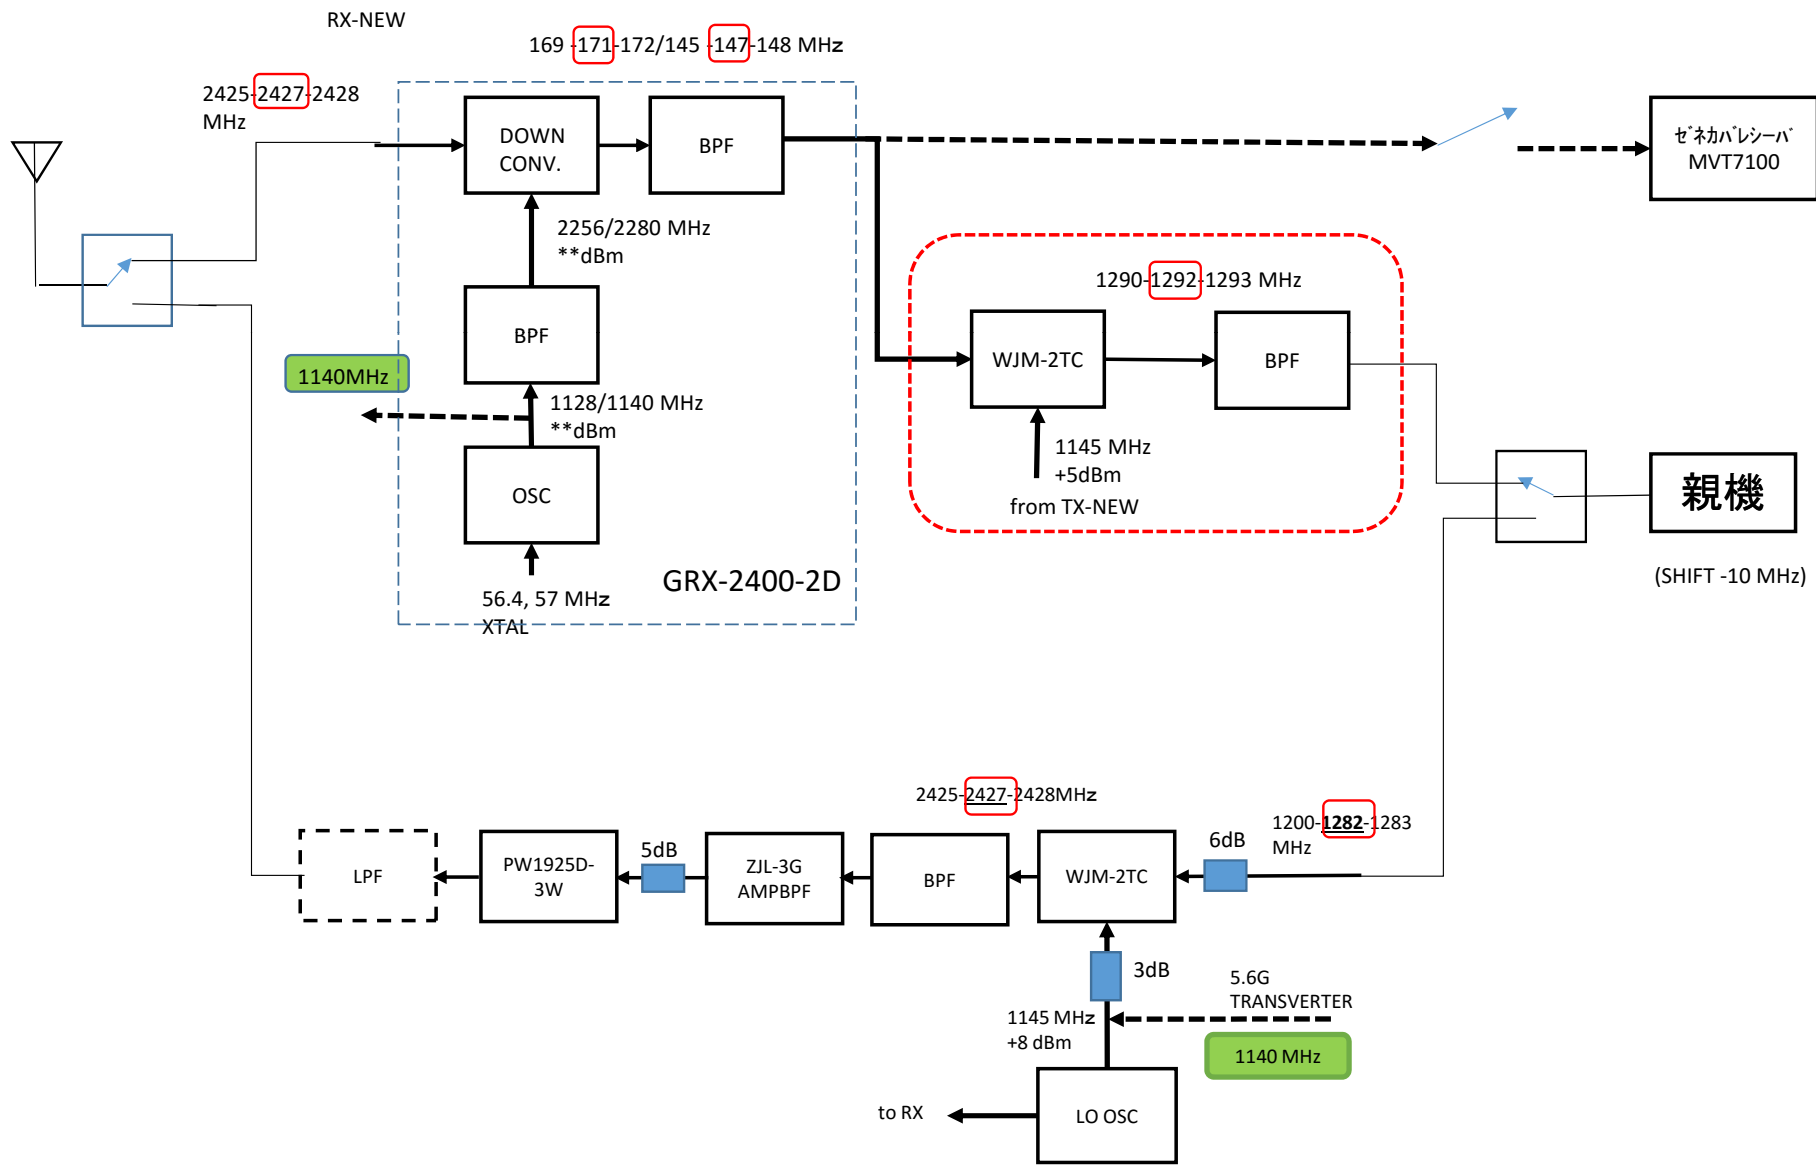 RX-NEW
169 -171-172/145 -147-148 MHz
2425-2427-2428
MHz
DOWN
CONV.
BPF
ｾﾞﾈｶﾊﾞﾚシーﾊﾞ
MVT7100
2256/2280 MHz
**dBm
1290-1292-1293 MHz
BPF
WJM-2TC
BPF
1140MHz
1128/1140 MHz
**dBm
1145 MHz
+5dBm
OSC
from TX-NEW
親機
GRX-2400-2D
(SHIFT -10 MHz)
56.4, 57 MHz
XTAL
2425-2427-2428MHz
1200-1282-1283
MHz
5dB
6dB
LPF
PW1925D-
3W
ZJL-3G
AMPBPF
BPF
WJM-2TC
3dB
5.6G
TRANSVERTER
1145 MHz
+8 dBm
1140 MHz
to RX
LO OSC